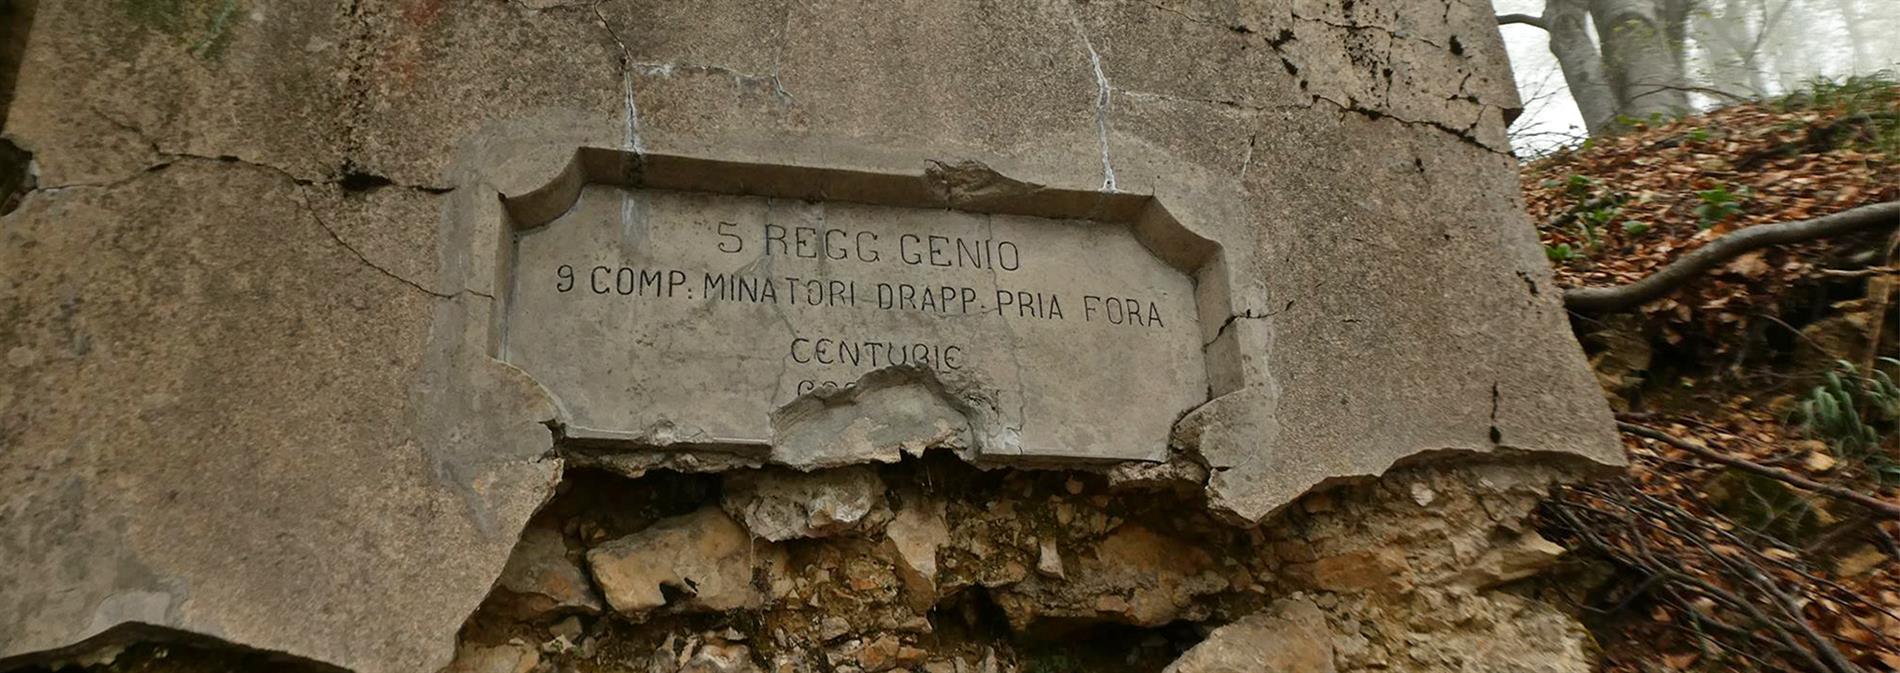 5 REGG GENIO
9 COMP: MINATORI DRAPP: PRIA FORA
CENTURIE